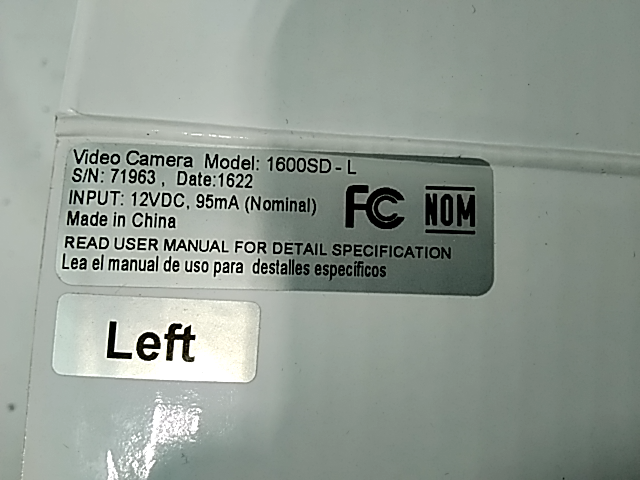 Video Camera Model: 1600SD - L
S/N: 71963 , Date:1622
INPUT: 12VDC, 95mA (Nominal)
Made in China
FC NOM
READ USER MANUAL FOR DETAIL SPECIFICATION
Lea el manual de uso para destalles específicos
Left